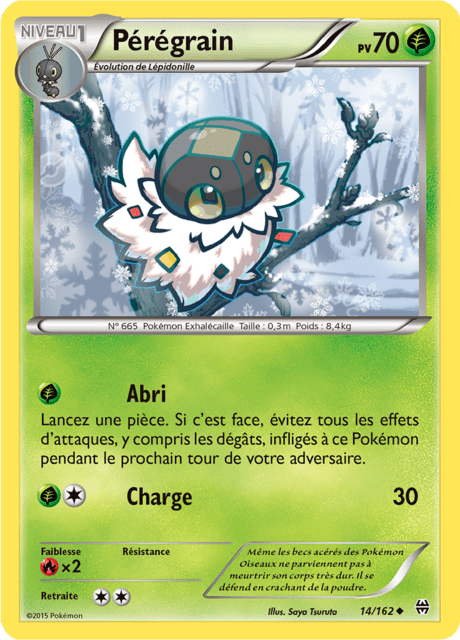 NIVEAU 1
Pérégrain
PV 70
Évolution de Lépidonille
N° 665 Pokémon Exhalécaille Taille : 0,3 m Poids : 8,4 kg
Abri
Lancez une pièce. Si c'est face, évitez tous les effets
d'attaques, y compris les dégâts, infligés à ce Pokémon
pendant le prochain tour de votre adversaire.
Charge 30
Faiblesse
×2
Résistance
Retraite
Même les becs acérés des Pokémon
Oiseaux ne parviennent pas à
meurtrir son corps très dur. Il se
défend en crachant de la poudre.
©2015 Pokémon
Illus. Saya Tsuruta
14/162